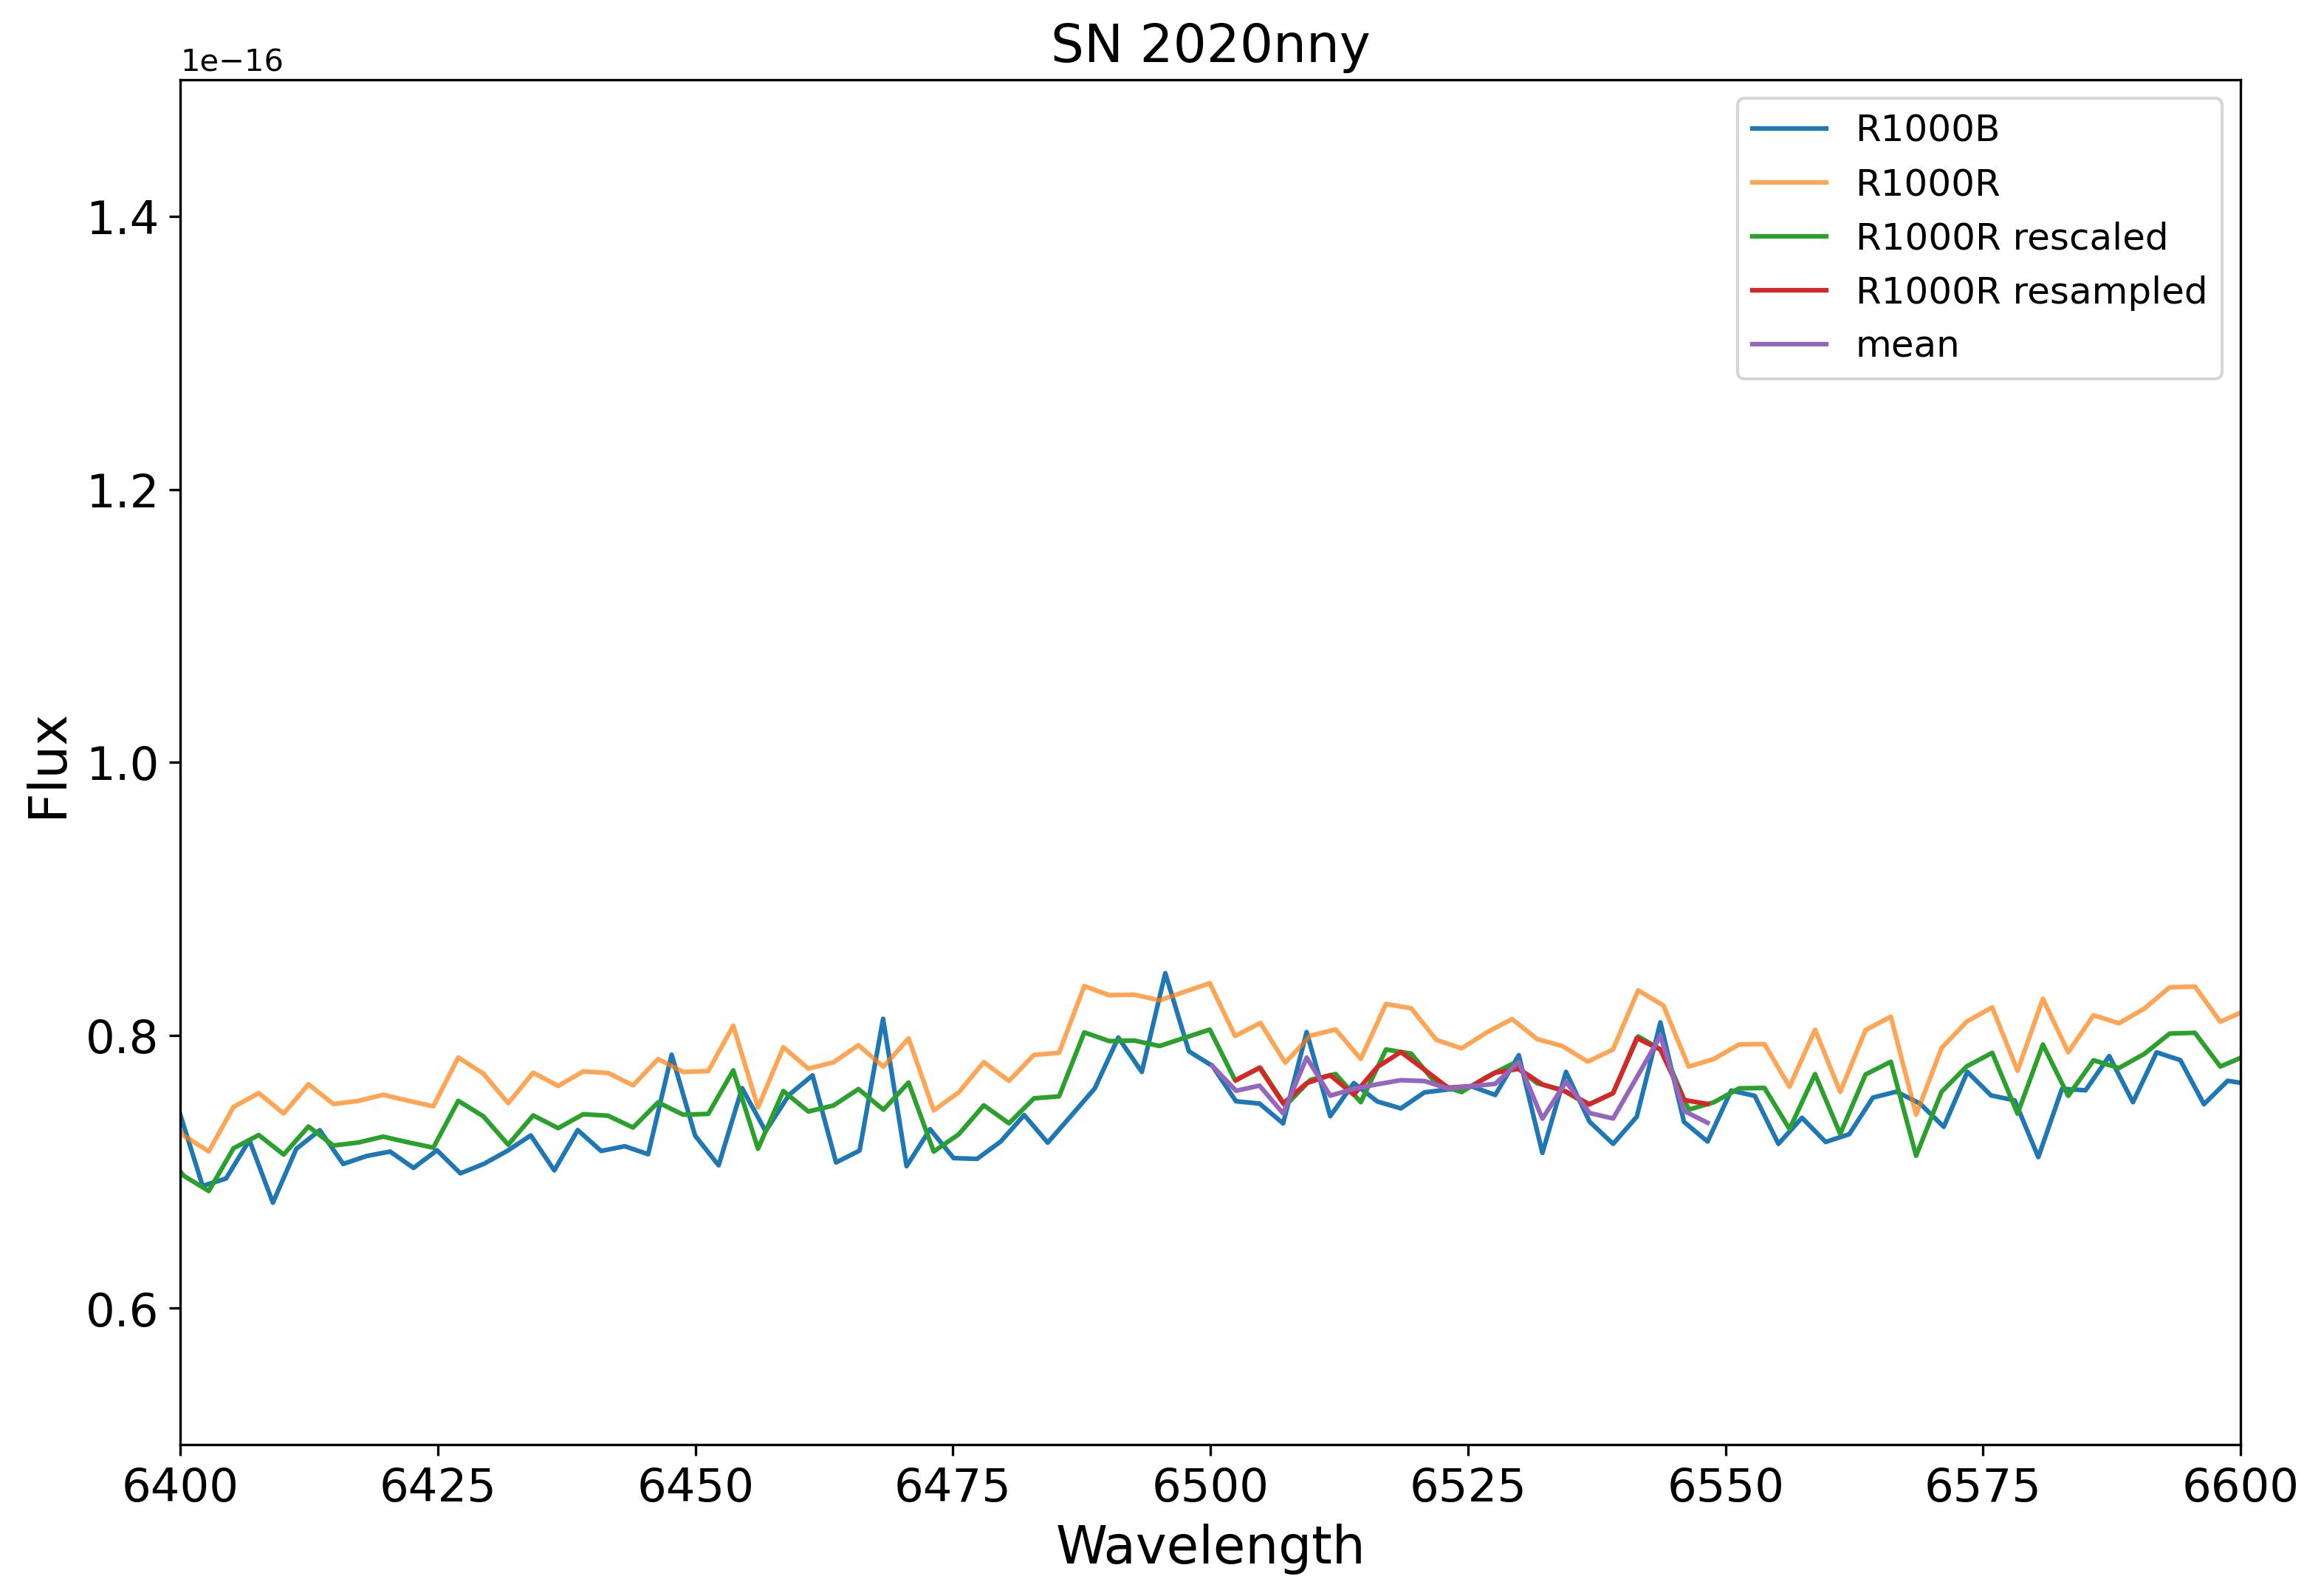 SN 2020nny
1e−16
R1000B
R1000R
R1000R rescaled
R1000R resampled
mean
1.4
1.2
1.0
0.8
0.6
Flux
6400 6425 6450 6475 6500 6525 6550 6575 6600
Wavelength